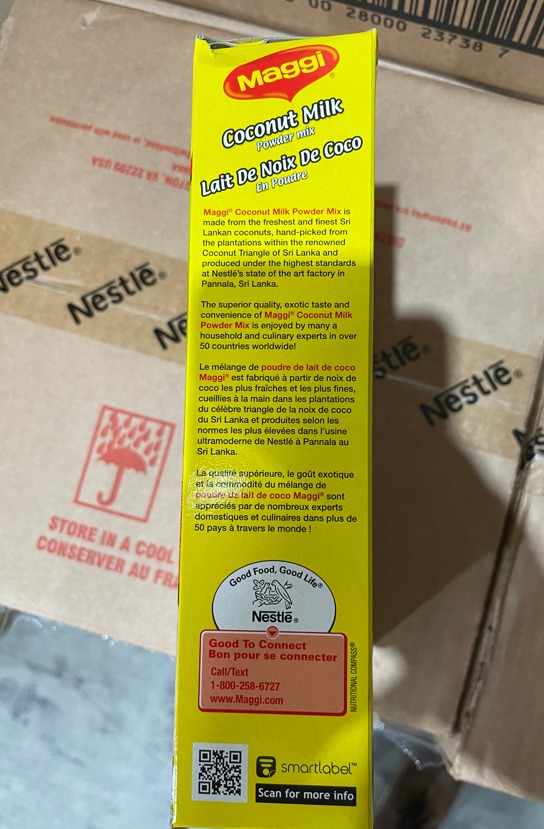 00 28000 23738 7
Maggi®
Coconut Milk
Powder mix
Lait De Noix De Coco
En Poudre
Maggi® Coconut Milk Powder Mix is
made from the freshest and finest Sri
Lankan coconuts, hand-picked from
the plantations within the renowned
Coconut Triangle of Sri Lanka and
produced under the highest standards
at Nestlé's state of the art factory in
Pannala, Sri Lanka.
The superior quality, exotic taste and
convenience of Maggi® Coconut Milk
Powder Mix is enjoyed by many a
household and culinary experts in over
50 countries worldwide!
Le mélange de poudre de lait de coco
Maggi® est fabriqué à partir de noix de
coco les plus fraîches et les plus fines,
cueillies à la main dans les plantations
du célèbre triangle de la noix de coco
du Sri Lanka et produites selon les
normes les plus élevées dans l'usine
ultramoderne de Nestlé à Pannala au
Sri Lanka.
La qualité supérieure, le goût exotique
et la commodité du mélange de
poudre de lait de coco Maggi® sont
appréciés par de nombreux experts
domestiques et culinaires dans plus de
50 pays à travers le monde !
Good Food, Good Life®
Nestlé®
Good To Connect
Bon pour se connecter
Call/Text
1-800-258-6727
www.Maggi.com
NUTRITIONAL COMPASS®
smartlabel™
Scan for more info
Nestlé®
Nestlé®
Nestlé®
STORE IN A COOL
CONSERVER AU FRA
VA 22299 USA